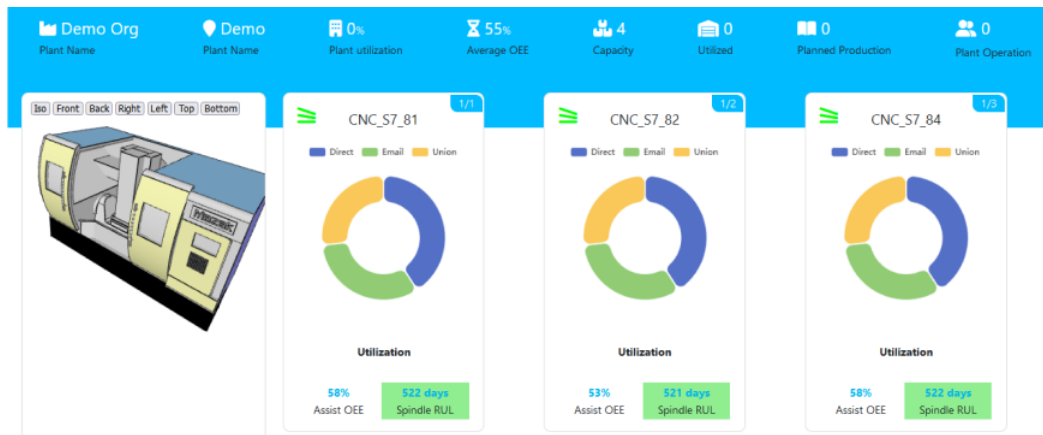 Demo Org
Plant Name
Demo
Plant Name
0%
Plant utilization
55%
Average OEE
4
Capacity
0
Utilized
0
Planned Production
0
Plant Operation
Iso Front Back Right Left Top Bottom
Mazak
1/1
CNC_S7_81
Direct Email Union
Utilization
58%
Assist OEE
522 days
Spindle RUL
1/2
CNC_S7_82
Direct Email Union
Utilization
53%
Assist OEE
521 days
Spindle RUL
1/3
CNC_S7_84
Direct Email Union
Utilization
58%
Assist OEE
522 days
Spindle RUL